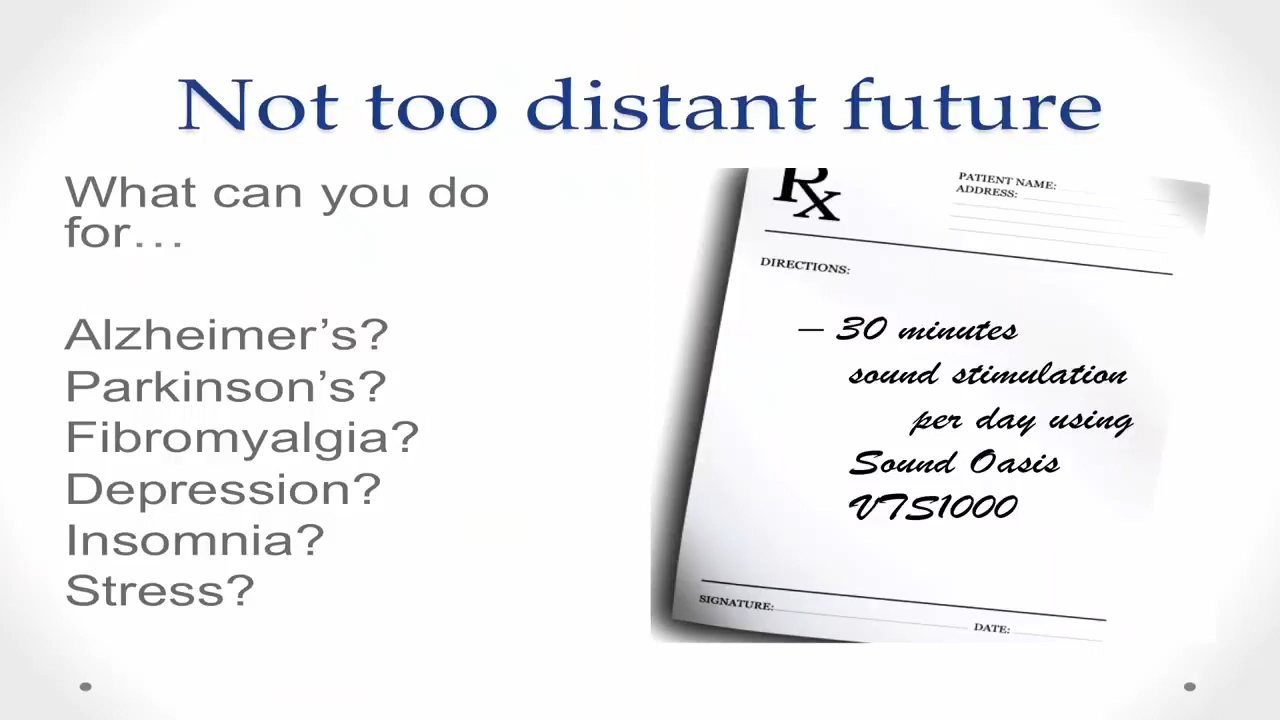 Not too distant future
What can you do
for…
Alzheimer’s?
Parkinson’s?
Fibromyalgia?
Depression?
Insomnia?
Stress?
Rx
PATIENT NAME:
ADDRESS:
DIRECTIONS:
– 30 minutes
sound stimulation
per day using
Sound Oasis
VTS1000
SIGNATURE:
DATE: